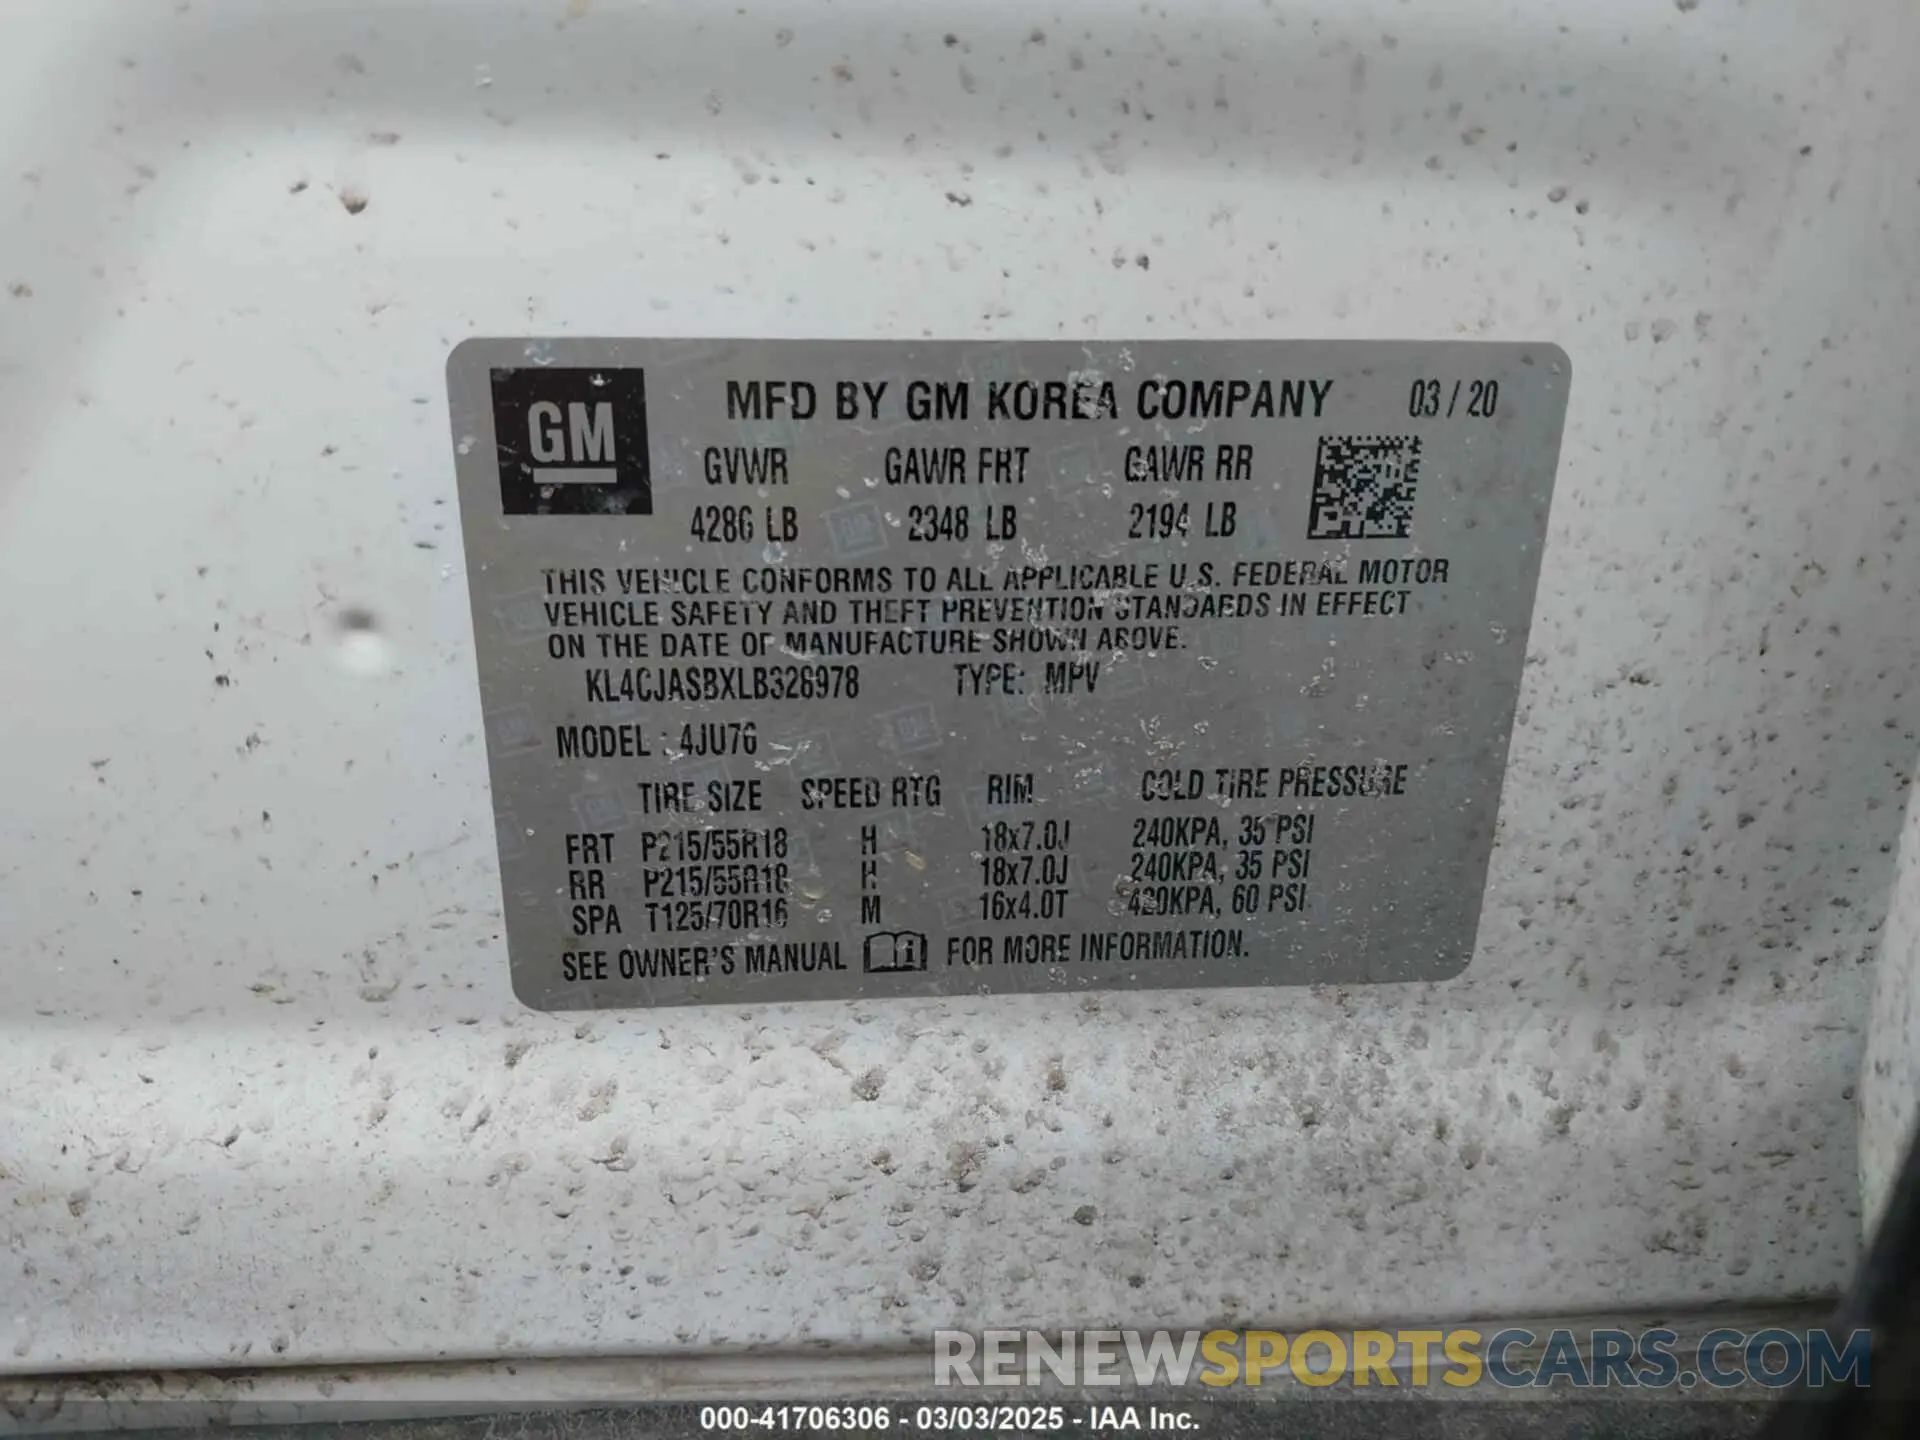 GM
MFD BY GM KOREA COMPANY 03/20
GVWR GAWR FRT GAWR RR
4286 LB 2348 LB 2194 LB
THIS VEHICLE CONFORMS TO ALL APPLICABLE U.S. FEDERAL MOTOR
VEHICLE SAFETY AND THEFT PREVENTION STANDARDS IN EFFECT
ON THE DATE OF MANUFACTURE SHOWN ABOVE.
KL4CJASBXLB326978 TYPE: MPV
MODEL : 4JU76
TIRE SIZE SPEED RTG RIM COLD TIRE PRESSURE
FRT P215/55R18 H 18x7.0J 240KPA, 35 PSI
RR P215/55R18 H 18x7.0J 240KPA, 35 PSI
SPA T125/70R16 M 16x4.0T 420KPA, 60 PSI
SEE OWNER'S MANUAL FOR MORE INFORMATION.
RENEWSPORTSCARS.COM
000-41706306 - 03/03/2025 - IAA Inc.